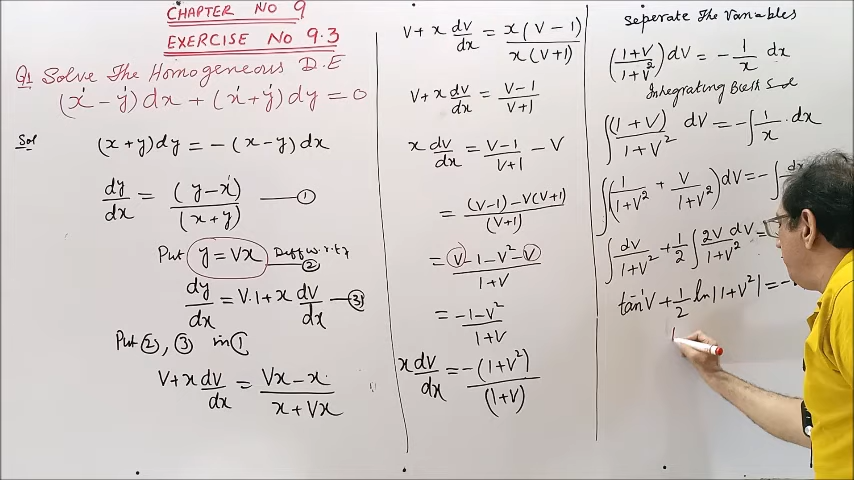 CHAPTER NO 9
EXERCISE NO 9.3
Q1 Solve The Homogeneous D.E
(x - y) dx + (x + y) dy = 0
Sol
(x + y) dy = - (x - y) dx
dy/dx = (y - x)/(x + y) —— ①
Put y = Vx Diff w.r.t x —— ②
dy/dx = V.1 + x dV/dx —— ③
Put ②, ③ in ①
V + x dV/dx = (Vx - x)/(x + Vx)
V + x dV/dx = x(V - 1)/x(V + 1)
V + x dV/dx = (V - 1)/(V + 1)
x dV/dx = (V - 1)/(V + 1) - V
= ((V - 1) - V(V + 1))/(V + 1)
= (V - 1 - V² - V)/(1 + V)
= (-1 - V²)/(1 + V)
x dV/dx = -(1 + V²)/(1 + V)
Seperate The Variables
((1 + V)/(1 + V²)) dV = - 1/x dx
Integrating Both
∫ (1 + V)/(1 + V²) dV = - ∫ 1/x . dx
∫ (1/(1 + V²) + V/(1 + V²)) dV = - ∫ dx
∫ dV/(1 + V²) + 1/2 ∫ 2V dV/(1 + V²) =
tan⁻¹V + 1/2 ln|1 + V²| = -